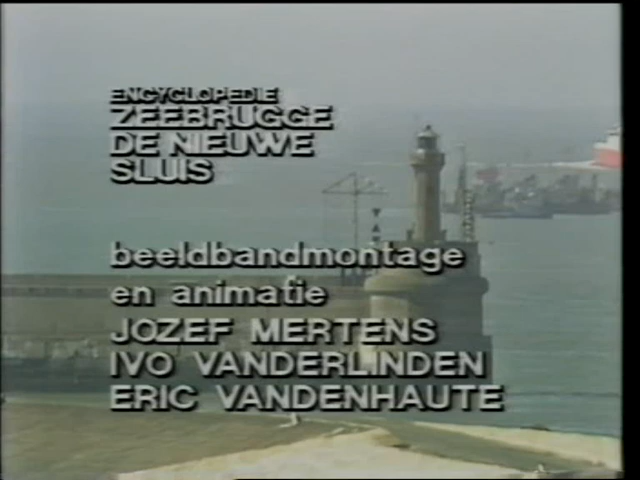 ENCYCLOPEDIE
ZEEBRUGGE
DE NIEUWE
SLUIS
beeldbandmontage
en animatie
JOZEF MERTENS
IVO VANDERLINDEN
ERIC VANDENHAUTE